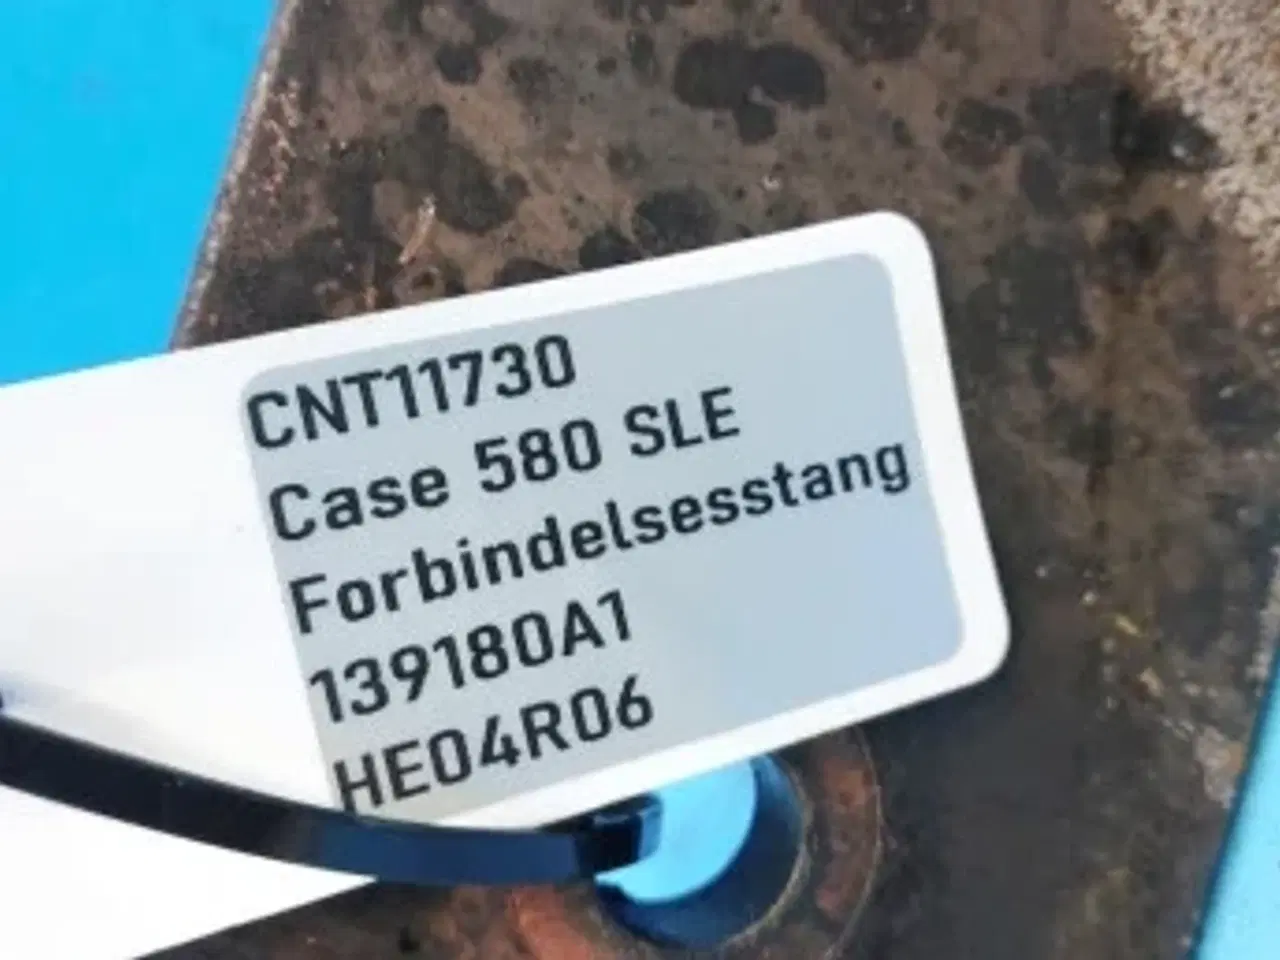 CNT11730
Case 580 SLE
Forbindelsesstang
139180A1
HE04R06